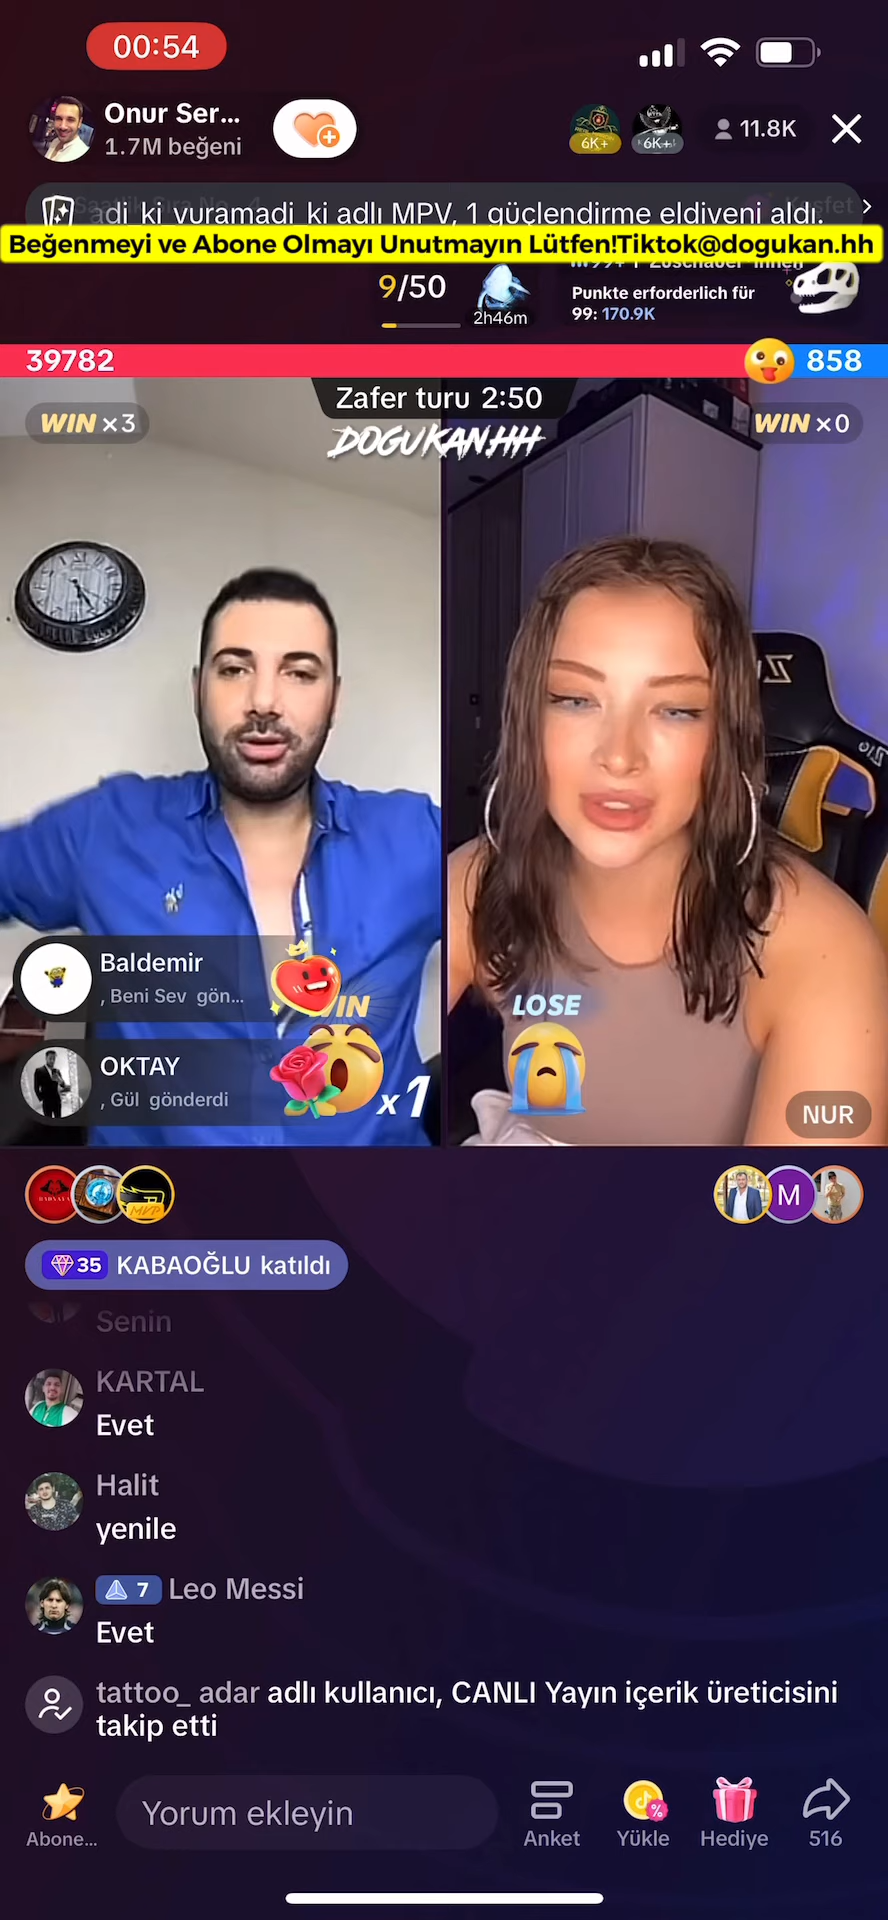 00:54
Onur Ser...
1.7M beğeni
6K+
6K+
11.8K
adi_ki_vuramadi_ki adlı MPV, 1 güçlendirme eldiveni aldı.
Beğenmeyi ve Abone Olmayı Unutmayın Lütfen!Tiktok@dogukan.hh
9/50
2h46m
Punkte erforderlich für
99: 170.9K
39782
858
Zafer turu 2:50
WIN x3
WIN x0
DOGUKAN.HH
Baldemir
, Beni Sev gön...
WIN
LOSE
OKTAY
, Gül gönderdi
x1
NUR
MVP
M
35 KABAOĞLU katıldı
Senin
KARTAL
Evet
Halit
yenile
7 Leo Messi
Evet
tattoo_ adar adlı kullanıcı, CANLI Yayın içerik üreticisini
takip etti
Abone...
Yorum ekleyin
Anket
Yükle
Hediye
516